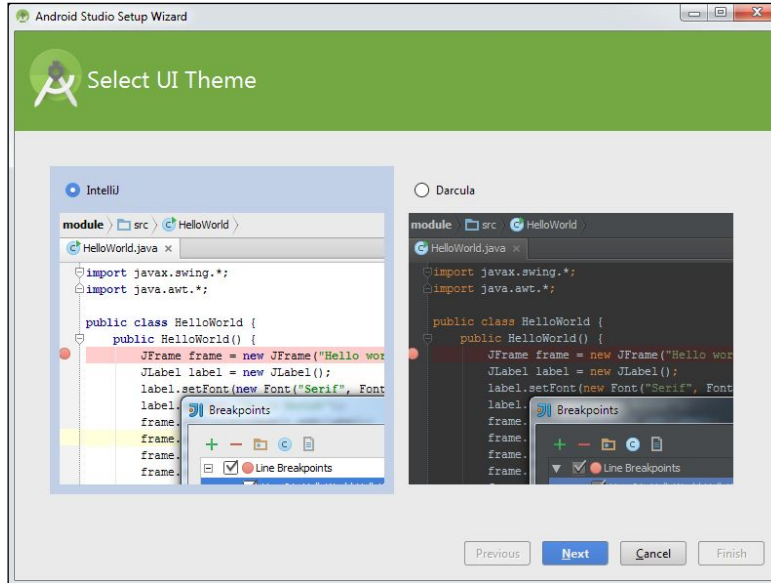 Android Studio Setup Wizard
Select UI Theme
IntelliJ
module src HelloWorld
HelloWorld.java ×
import javax.swing.*;
import java.awt.*;
public class HelloWorld {
public HelloWorld() {
JFrame frame = new JFrame("Hello wor
JLabel label = new JLabel();
label.setFont(new Font("Serif", Font
label.
frame.
frame.
frame.
frame.
Breakpoints
Line Breakpoints
Darcula
module src HelloWorld
HelloWorld.java ×
import javax.swing.*;
import java.awt.*;
public class HelloWorld {
public HelloWorld() {
JFrame frame = new JFrame("Hello wor
JLabel label = new JLabel();
label.setFont(new Font("Serif", Font
label.
frame.
frame.
frame.
frame.
Breakpoints
Line Breakpoints
Previous Next Cancel Finish